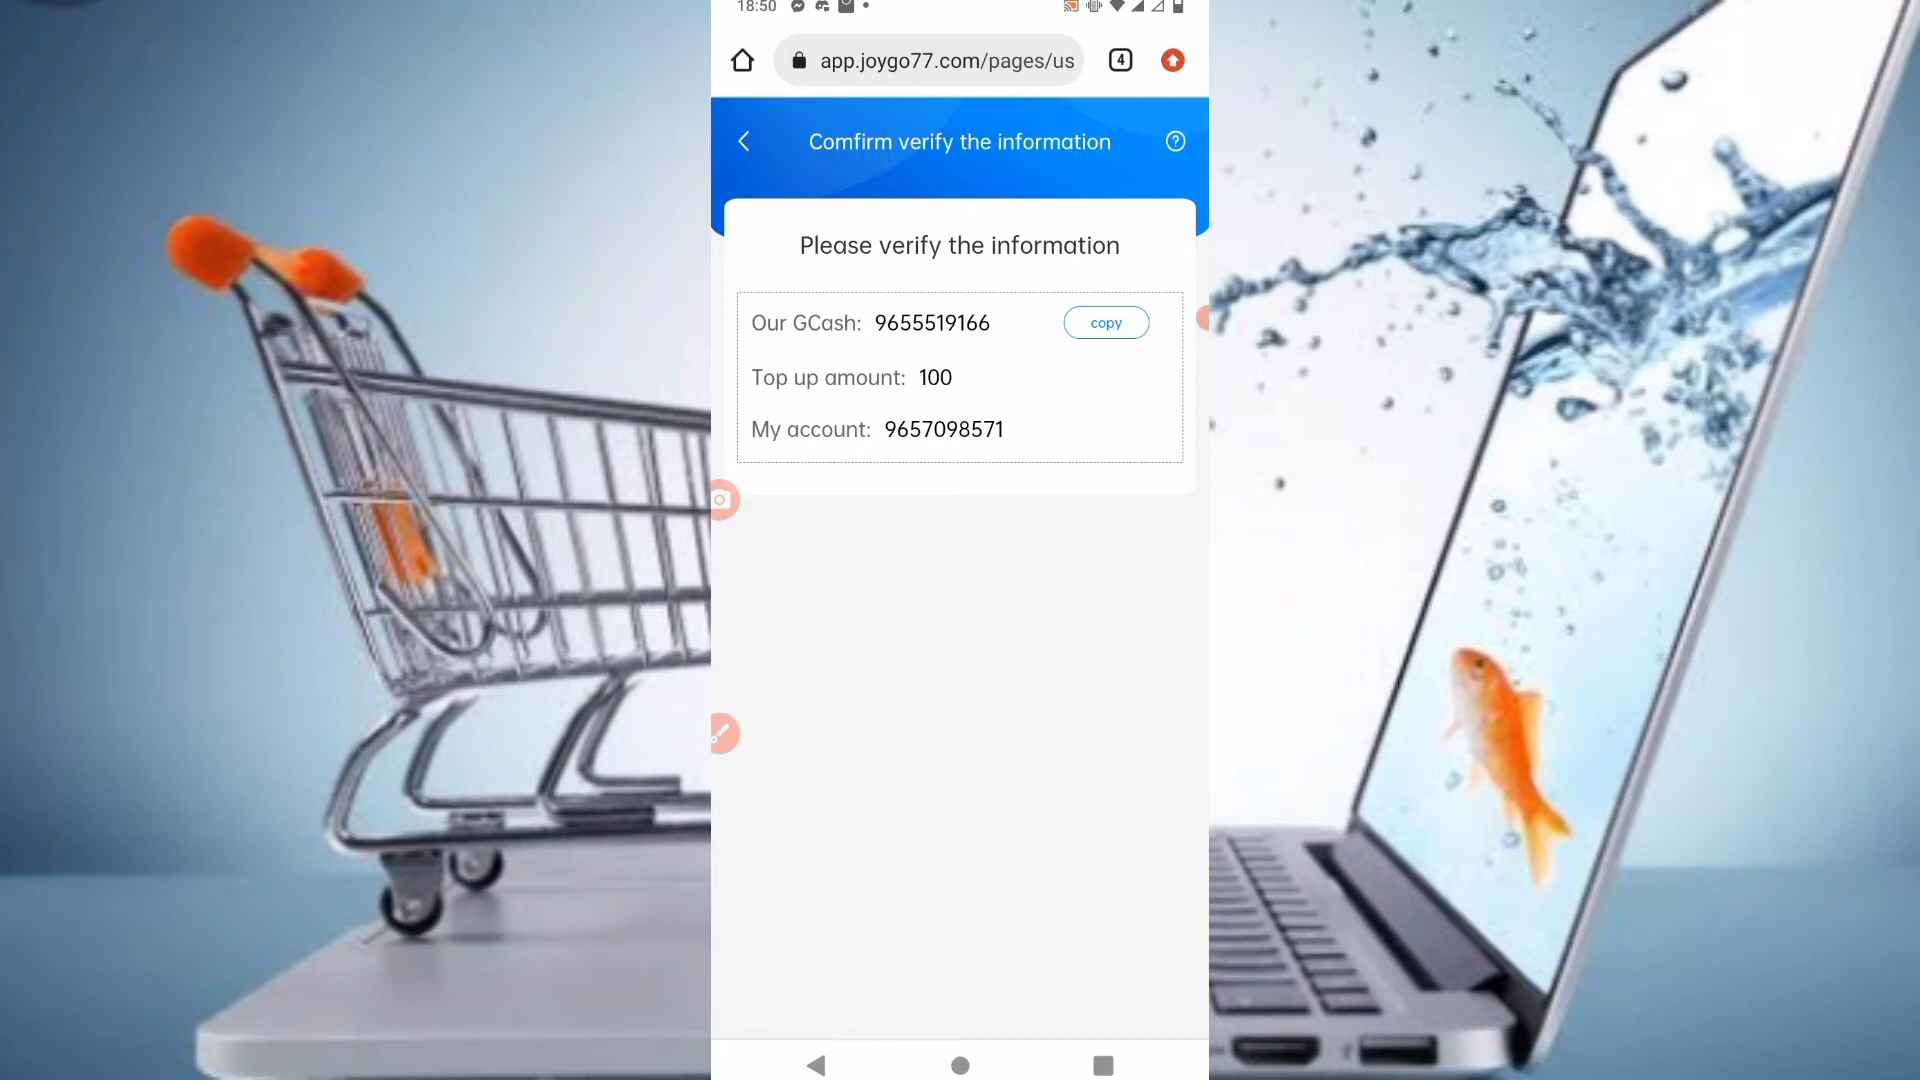 18:50
app.joygo77.com/pages/us
4
Comfirm verify the information
Please verify the information
Our GCash: 9655519166
copy
Top up amount: 100
My account: 9657098571